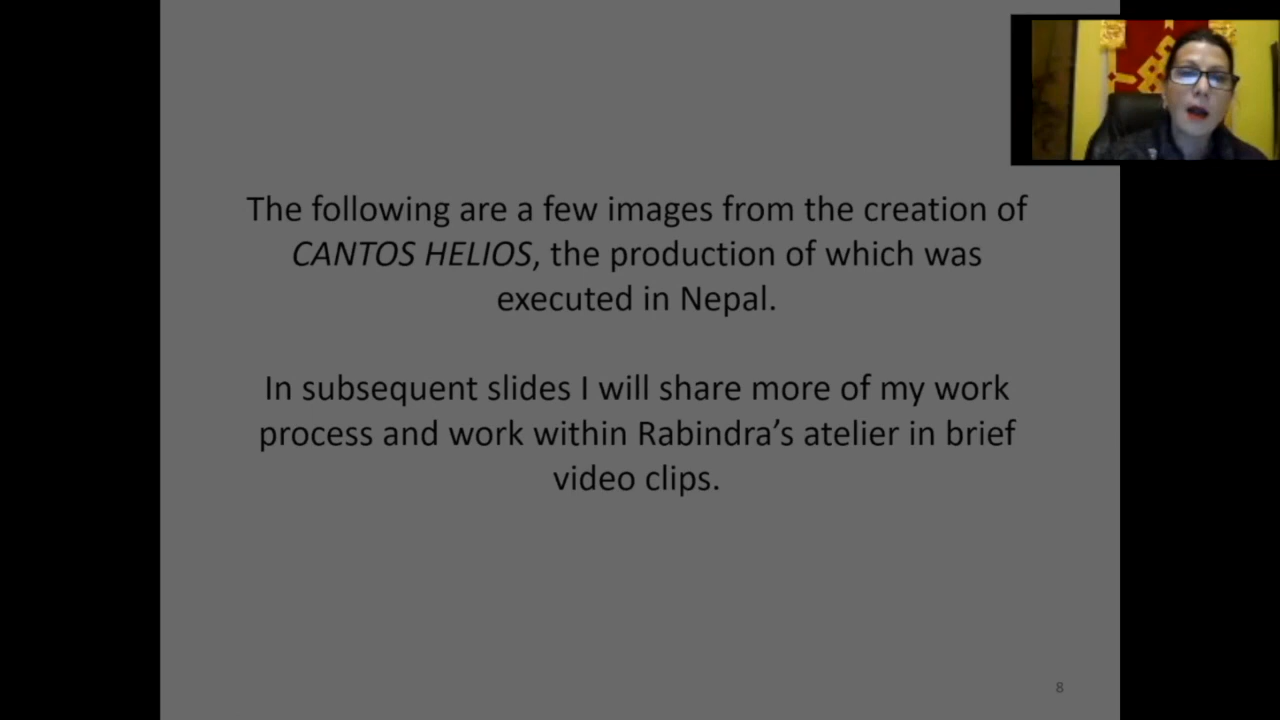 The following are a few images from the creation of
CANTOS HELIOS, the production of which was
executed in Nepal.
In subsequent slides I will share more of my work
process and work within Rabindra’s atelier in brief
video clips.
8